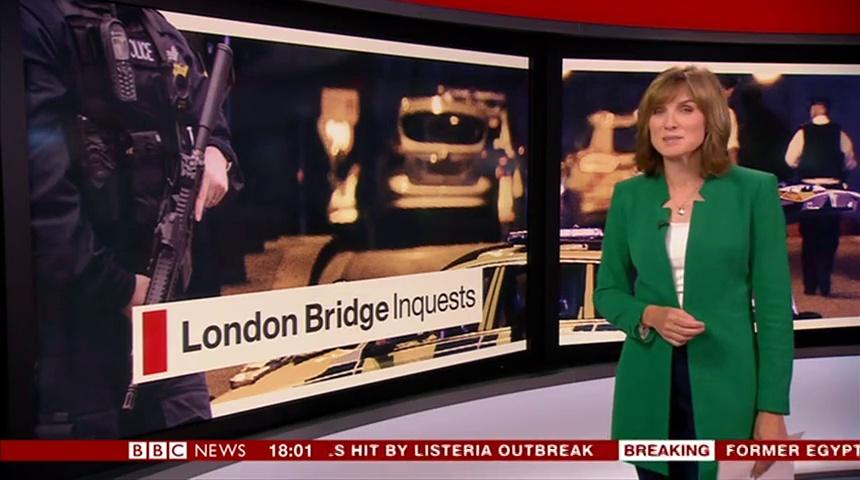 POLICE
London Bridge Inquests
BBC NEWS 18:01 .S HIT BY LISTERIA OUTBREAK BREAKING FORMER EGYPT